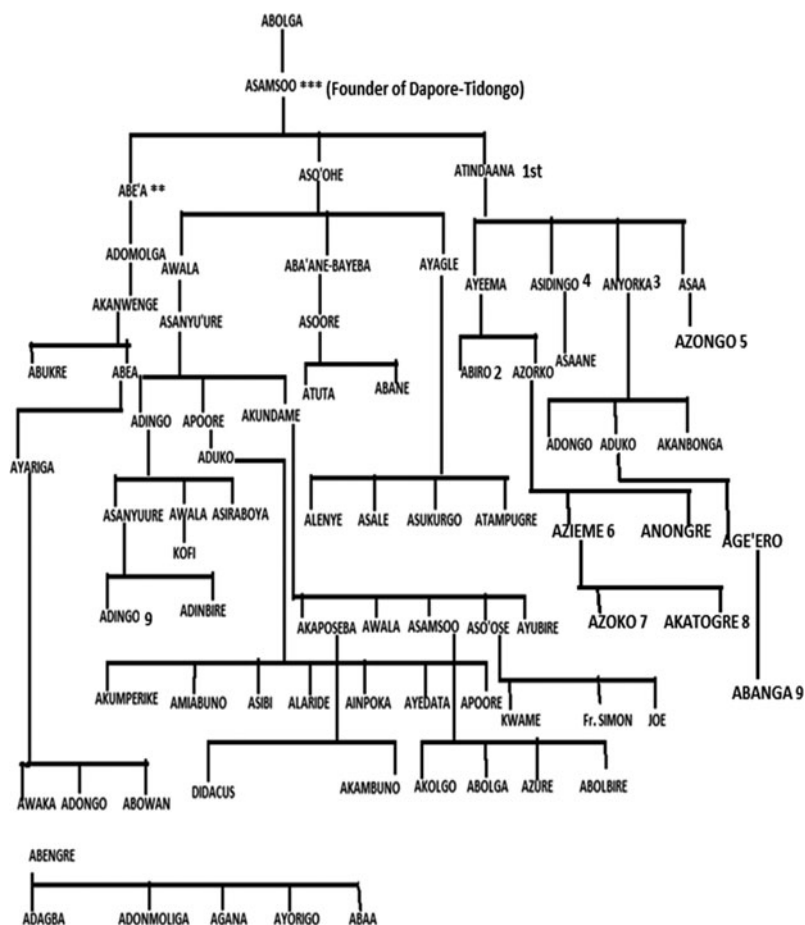 ABOLGA
ASAMSOO *** (Founder of Dapore-Tidongo)
ABE'A **
ASO'OHE
ATINDAANA 1st
ADOMOLGA
AWALA
ABA'ANE-BAYEBA
AYAGLE
AYEEMA
ASIDINGO 4
ANYORKA 3
ASAA
AKANWENGE
ASANYU'URE
ASOORE
AZONGO 5
ABUKRE
ABEA
ATUTA
ABANE
ABIRO 2
AZORKO
ASAANE
ADINGO
APOORE
AKUNDAME
ADONGO
ADUKO
AKANBONGA
AYARIGA
ADUKO
ASANYUURE
AWALA
ASIRABOYA
ALENYE
ASALE
ASUKURGO
ATAMPUGRE
KOFI
AZIEME 6
ANONGRE
AGE'ERO
ADINGO 9
ADINBIRE
AKAPOSEBA
AWALA
ASAMSOO
ASO'OSE
AYUBIRE
AZOKO 7
AKATOGRE 8
AKUMPERIKE
AMIABUNO
ASIBI
ALARIDE
AINPOKA
AYEDATA
APOORE
KWAME
Fr. SIMON
JOE
ABANGA 9
AWAKA
ADONGO
ABOWAN
DIDACUS
AKAMBUNO
AKOLGO
ABOLGA
AZURE
ABOLBIRE
ABENGRE
ADAGBA
ADONMOLIGA
AGANA
AYORIGO
ABAA